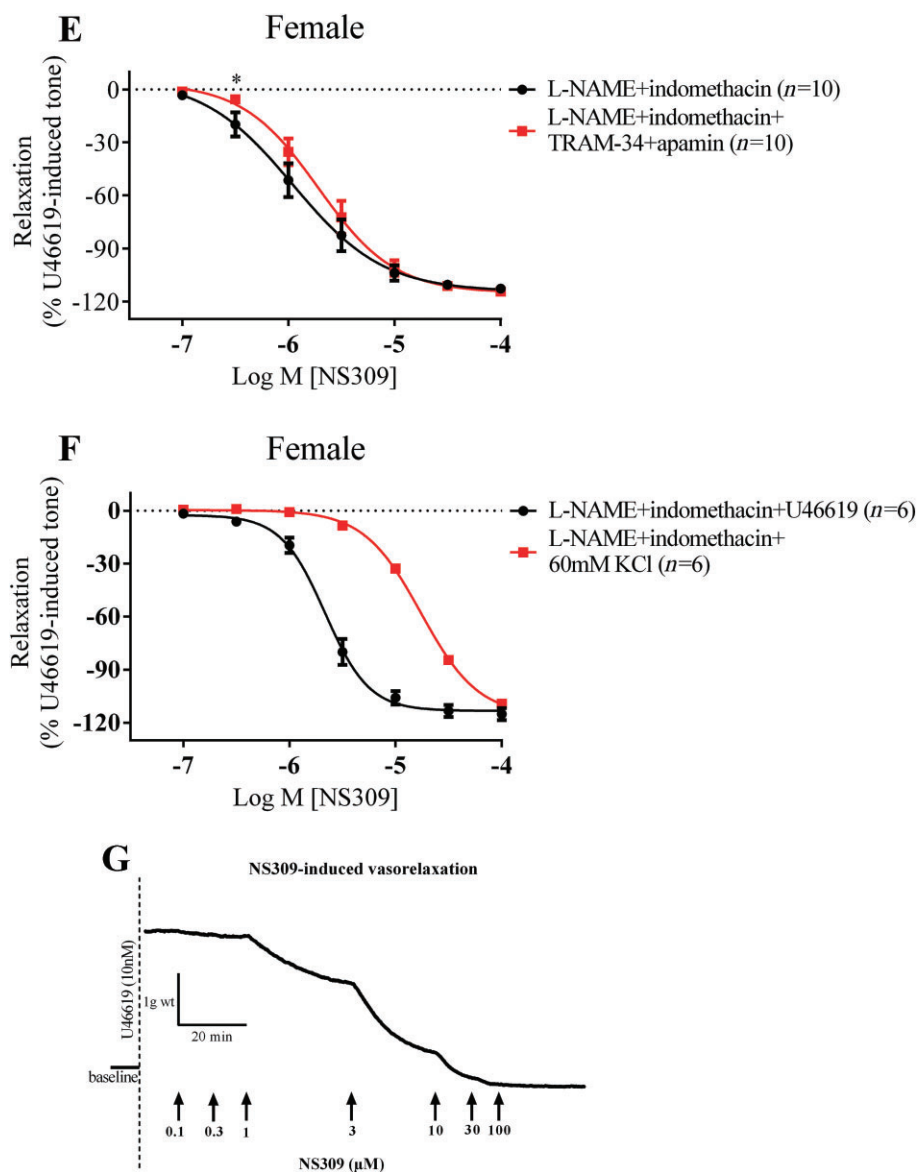 E
Female
*
0
-30
-60
-90
-120
Relaxation
(% U46619-induced tone)
-7 -6 -5 -4
Log M [NS309]
L-NAME+indomethacin (n=10)
L-NAME+indomethacin+
TRAM-34+apamin (n=10)
F
Female
0
-30
-60
-90
-120
Relaxation
(% U46619-induced tone)
-7 -6 -5 -4
Log M [NS309]
L-NAME+indomethacin+U46619 (n=6)
L-NAME+indomethacin+
60mM KCl (n=6)
G
NS309-induced vasorelaxation
U46619 (10nM)
1g wt
20 min
baseline
0.1 0.3 1 3 10 30 100
NS309 (µM)